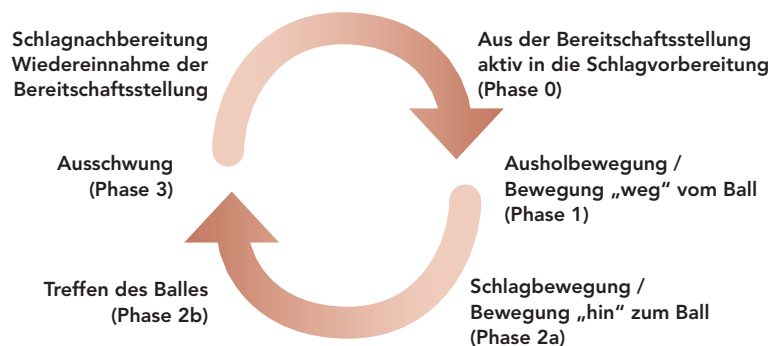 Schlagnachbereitung
Wiedereinnahme der
Bereitschaftsstellung
Aus der Bereitschaftsstellung
aktiv in die Schlagvorbereitung
(Phase 0)
Ausholbewegung /
Bewegung „weg“ vom Ball
(Phase 1)
Schlagbewegung /
Bewegung „hin“ zum Ball
(Phase 2a)
Treffen des Balles
(Phase 2b)
Ausschwung
(Phase 3)